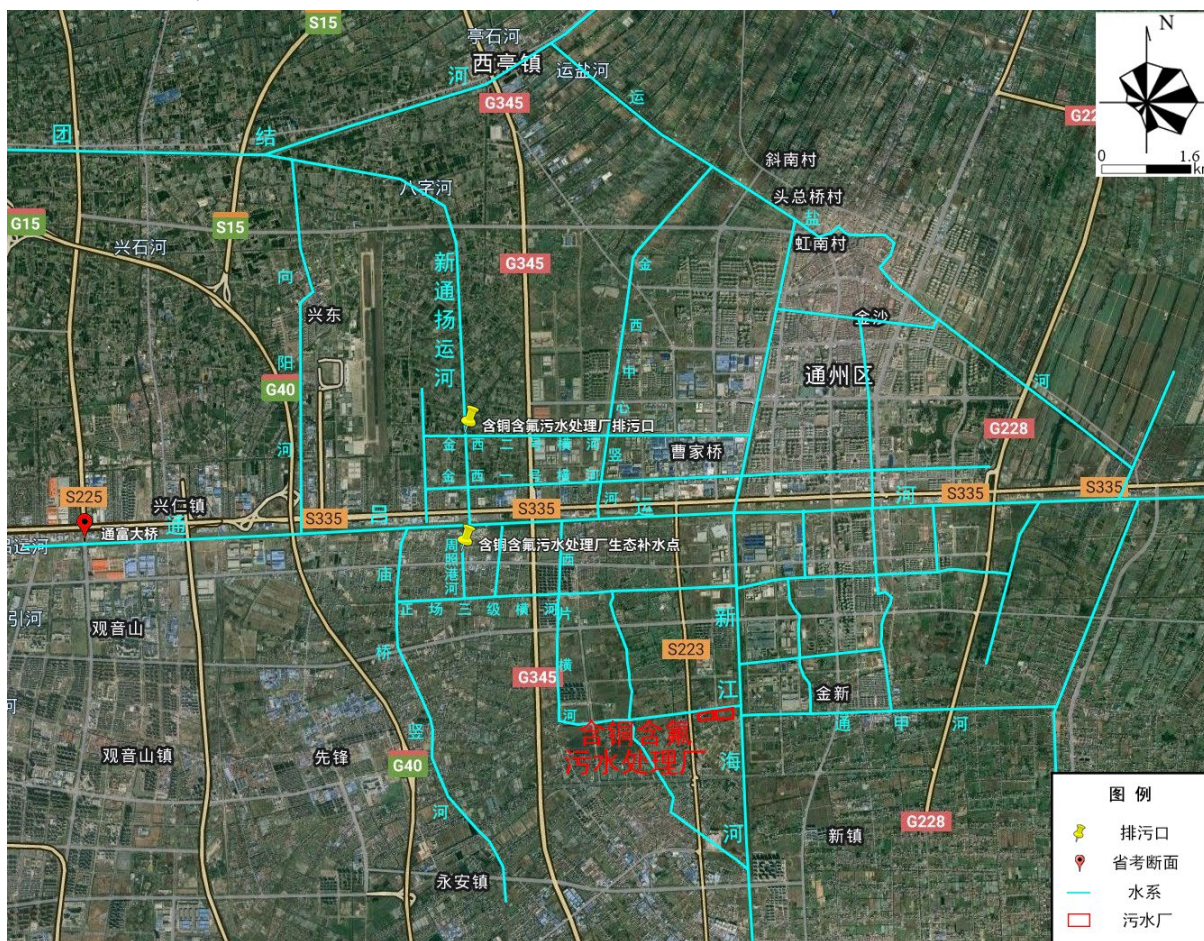 S15
亭石河
西亭镇
运盐河
河
运
G345
N
0
1.6
km
团
结
斜南村
八字河
头总桥村
盐
G15
S15
兴石河
虹南村
G345
新通扬运河
金西中心竖河
向阳河
兴东
金沙
通州区
河
G40
含铜含氟污水处理厂排污口
G228
金西二号横河
曹家桥
金西一号横河
S225
S335
S335
兴仁镇
S335
S335
通
吕
运
河
通富大桥
含铜含氟污水处理厂生态补水点
周照港河
庙桥竖河
正场三级横河
西片横河
引河
观音山
新江海河
S223
G345
金新
通甲河
含铜含氟
污水处理厂
河
观音山镇
先锋
G40
G228
新镇
永安镇
图 例
排污口
省考断面
水系
污水厂